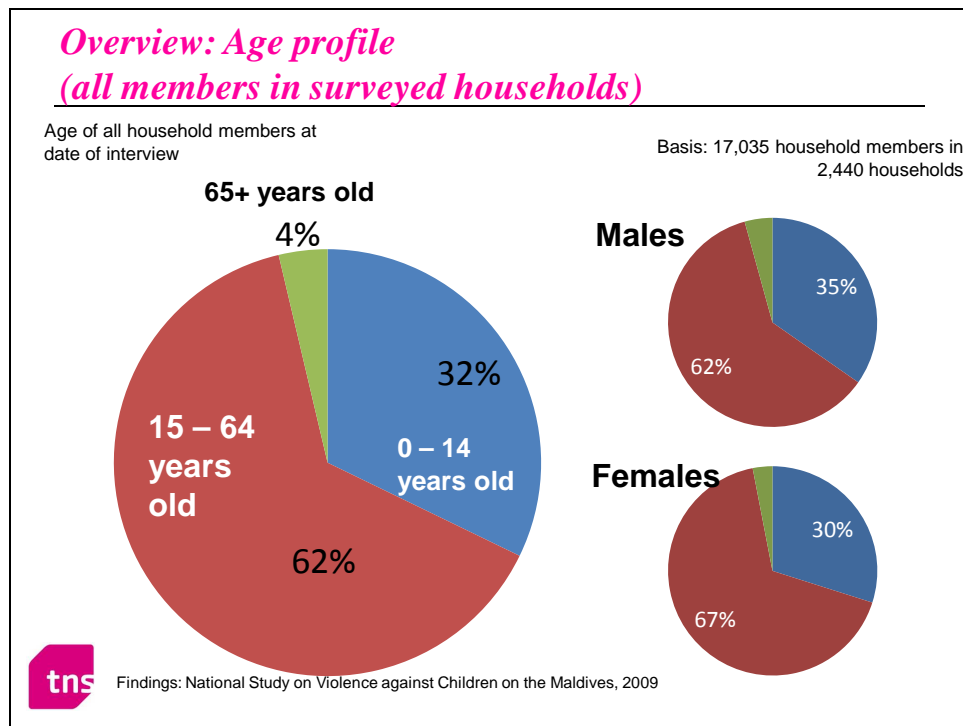 Overview: Age profile
(all members in surveyed households)
Age of all household members at
date of interview
Basis: 17,035 household members in
2,440 households
65+ years old
4%
32%
15 – 64
years
old
0 – 14
years old
62%
Males
35%
62%
Females
30%
67%
tns
Findings: National Study on Violence against Children on the Maldives, 2009